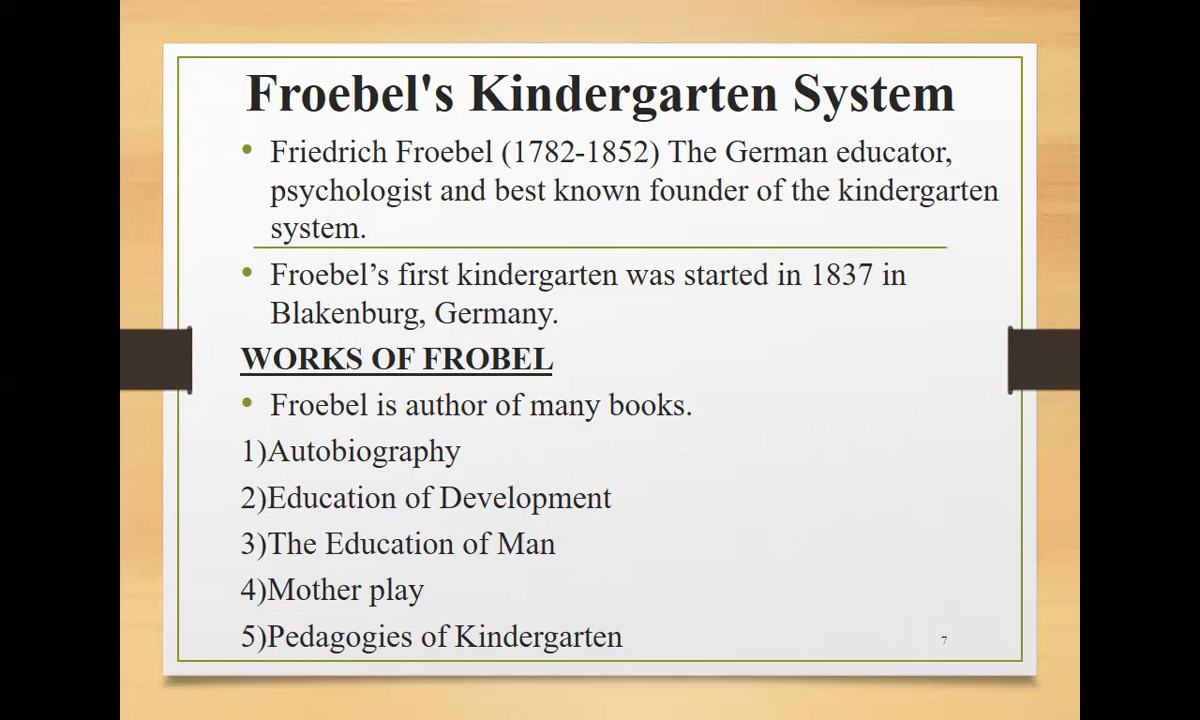 Froebel's Kindergarten System
• Friedrich Froebel (1782-1852) The German educator,
psychologist and best known founder of the kindergarten
system.
• Froebel’s first kindergarten was started in 1837 in
Blakenburg, Germany.
WORKS OF FROBEL
• Froebel is author of many books.
1)Autobiography
2)Education of Development
3)The Education of Man
4)Mother play
5)Pedagogies of Kindergarten
7